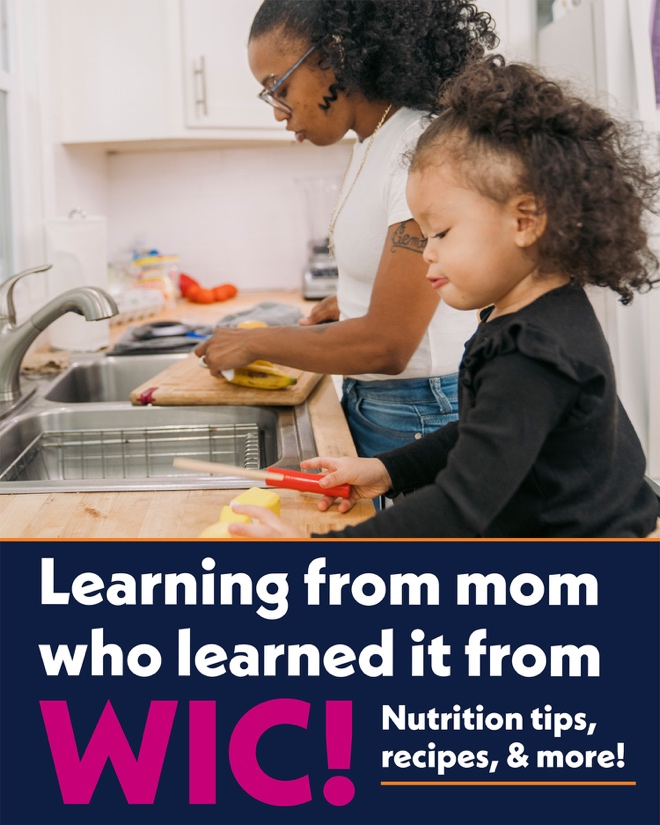 Learning from mom
who learned it from
WIC!
Nutrition tips,
recipes, & more!